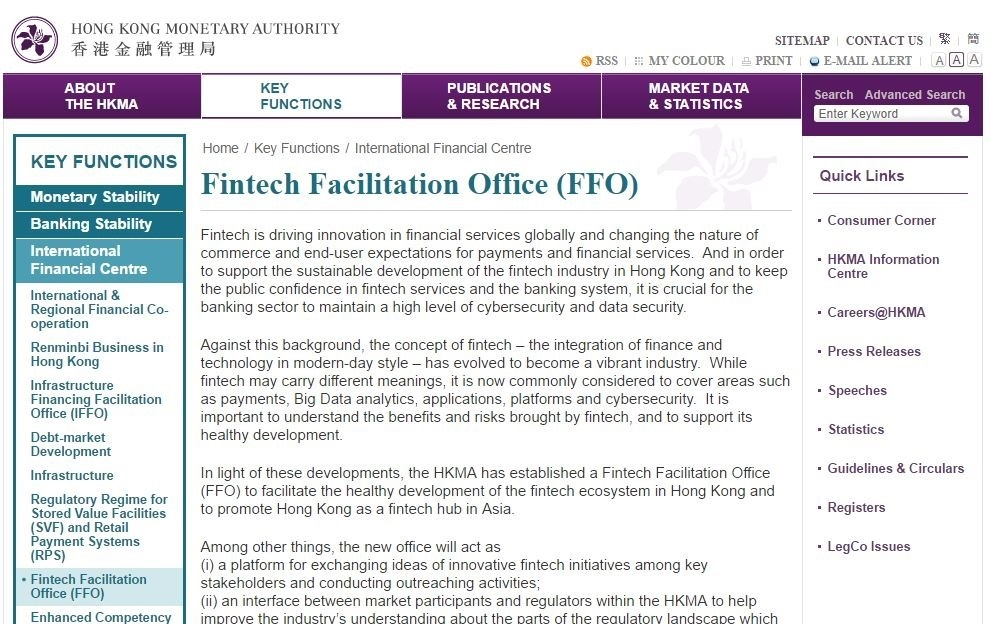 HONG KONG MONETARY AUTHORITY
香港金融管理局
SITEMAP | CONTACT US | 繁 | 簡
RSS | MY COLOUR | PRINT | E-MAIL ALERT | A A A
ABOUT
THE HKMA
KEY
FUNCTIONS
PUBLICATIONS
& RESEARCH
MARKET DATA
& STATISTICS
Search Advanced Search
Enter Keyword
KEY FUNCTIONS
Monetary Stability
Banking Stability
International
Financial Centre
International &
Regional Financial Co-
operation
Renminbi Business in
Hong Kong
Infrastructure
Financing Facilitation
Office (IFFO)
Debt-market
Development
Infrastructure
Regulatory Regime for
Stored Value Facilities
(SVF) and Retail
Payment Systems
(RPS)
Fintech Facilitation
Office (FFO)
Enhanced Competency
Home / Key Functions / International Financial Centre
Fintech Facilitation Office (FFO)
Fintech is driving innovation in financial services globally and changing the nature of
commerce and end-user expectations for payments and financial services. And in order
to support the sustainable development of the fintech industry in Hong Kong and to keep
the public confidence in fintech services and the banking system, it is crucial for the
banking sector to maintain a high level of cybersecurity and data security.
Against this background, the concept of fintech – the integration of finance and
technology in modern-day style – has evolved to become a vibrant industry. While
fintech may carry different meanings, it is now commonly considered to cover areas such
as payments, Big Data analytics, applications, platforms and cybersecurity. It is
important to understand the benefits and risks brought by fintech, and to support its
healthy development.
In light of these developments, the HKMA has established a Fintech Facilitation Office
(FFO) to facilitate the healthy development of the fintech ecosystem in Hong Kong and
to promote Hong Kong as a fintech hub in Asia.
Among other things, the new office will act as
(i) a platform for exchanging ideas of innovative fintech initiatives among key
stakeholders and conducting outreaching activities;
(ii) an interface between market participants and regulators within the HKMA to help
improve the industry's understanding about the parts of the regulatory landscape which
Quick Links
Consumer Corner
HKMA Information
Centre
Careers@HKMA
Press Releases
Speeches
Statistics
Guidelines & Circulars
Registers
LegCo Issues